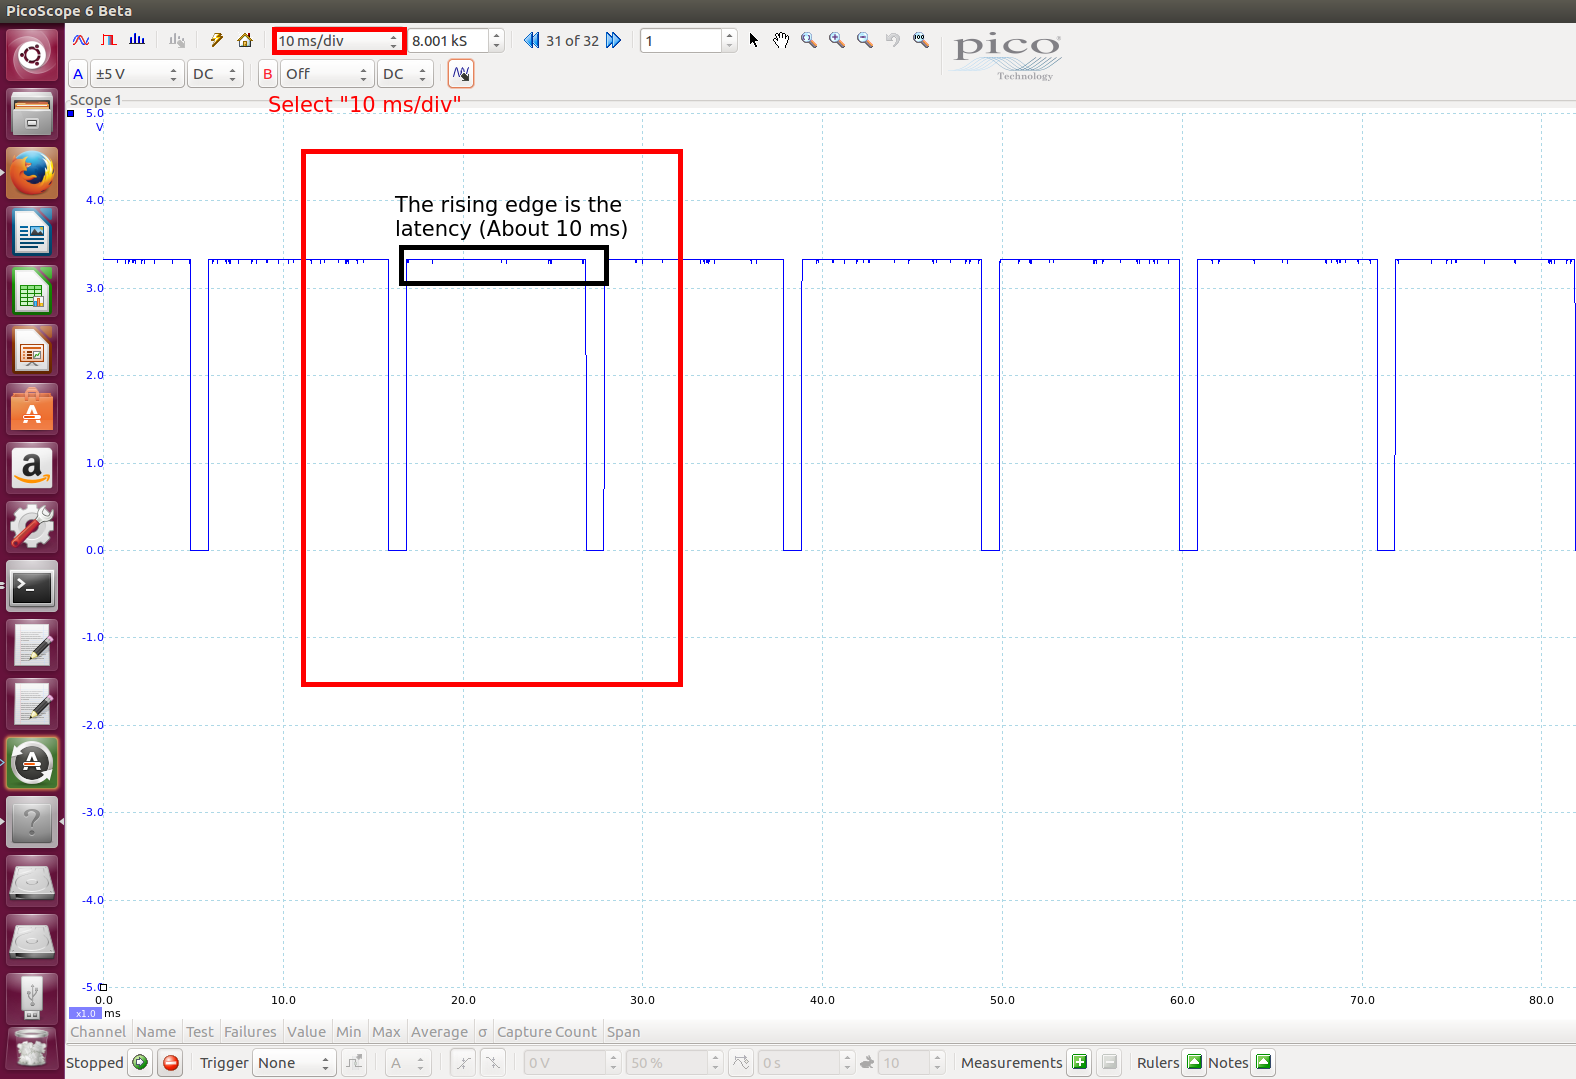 PicoScope 6 Beta
10 ms/div 8.001 kS 31 of 32 1
pico
Technology
A ±5 V DC B Off DC
Scope 1
Select "10 ms/div"
5.0
V
The rising edge is the
latency (About 10 ms)
4.0
3.0
2.0
1.0
0.0
-1.0
-2.0
-3.0
-4.0
-5.0
0.0 10.0 20.0 30.0 40.0 50.0 60.0 70.0 80.0
x1.0 ms
Channel Name Test Failures Value Min Max Average σ Capture Count Span
Stopped Trigger None A 0 V 50 % 0 s 10 Measurements Rulers Notes